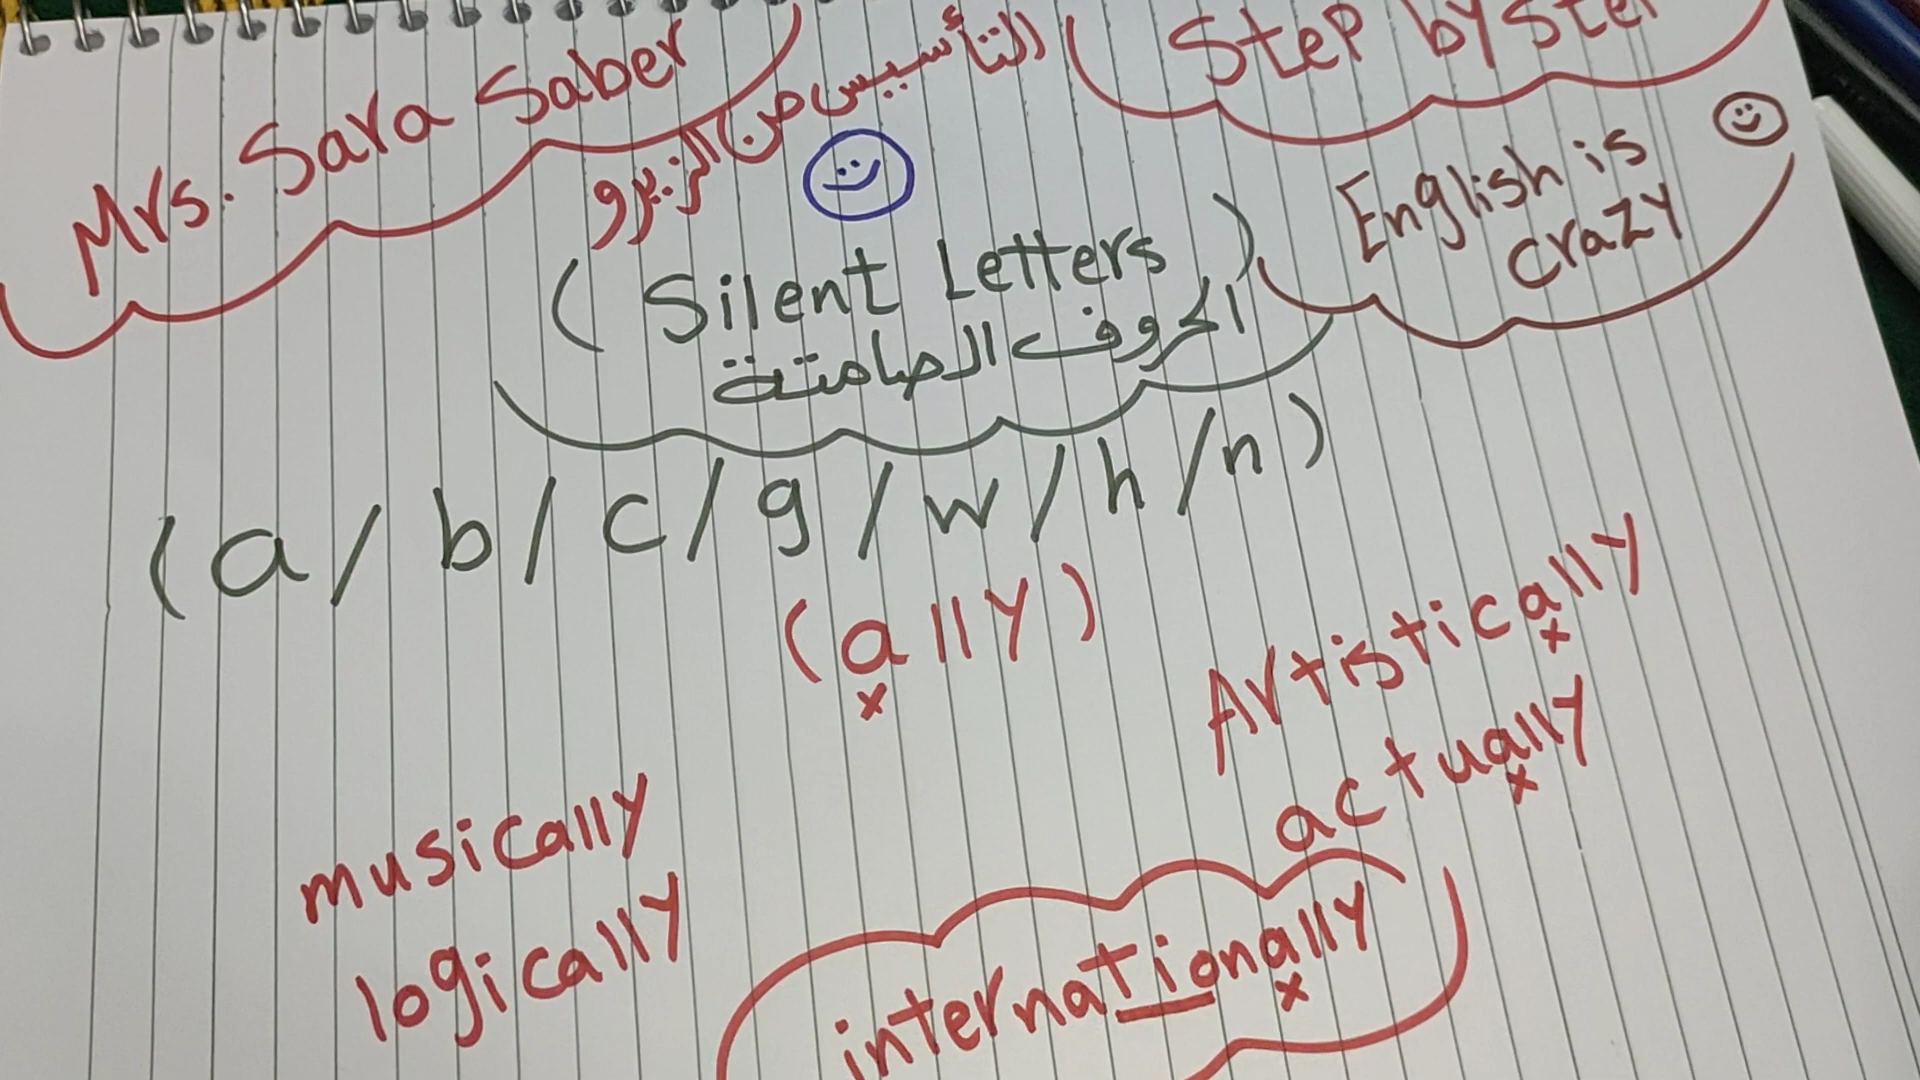 Mrs. Sara Saber
التأسيس من الزيرو
Step by Step
English is
crazy
( Silent Letters )
الحروف الصامتة
(a / b / c / g / w / h / n)
(ally)
x
Artistically
x
actually
x
musically
logically
internationally
x